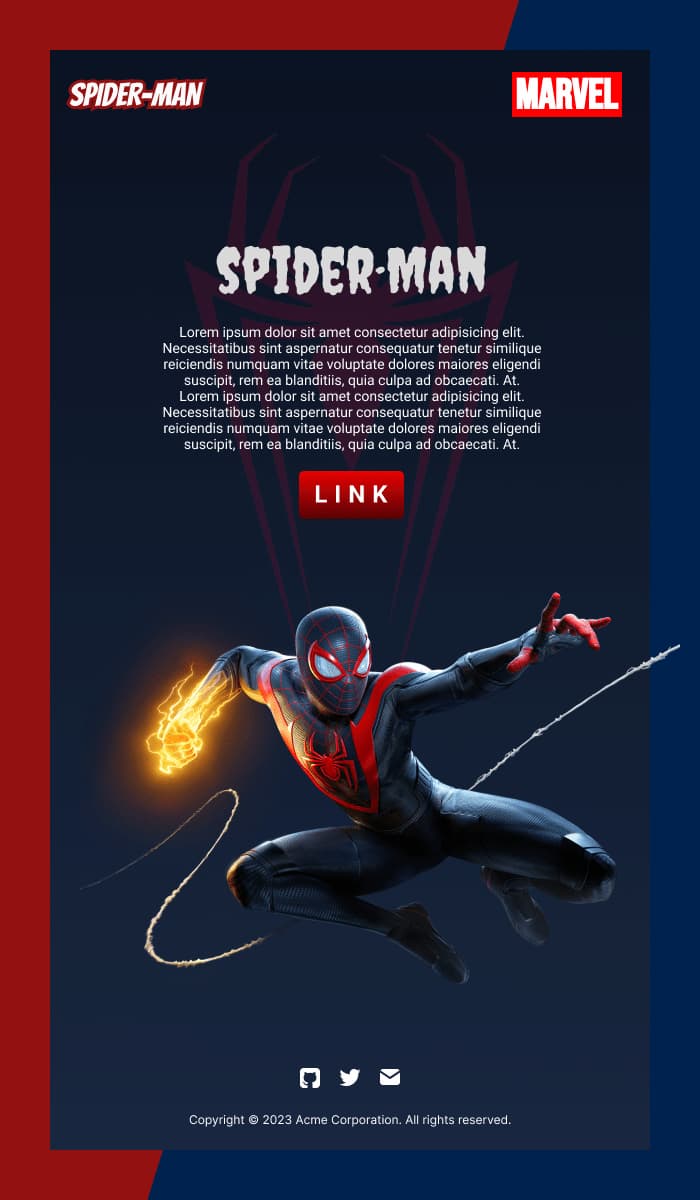 SPIDER-MAN
MARVEL
SPIDER-MAN
Lorem ipsum dolor sit amet consectetur adipisicing elit.
Necessitatibus sint aspernatur consequatur tenetur similique
reiciendis numquam vitae voluptate dolores maiores eligendi
suscipit, rem ea blanditiis, quia culpa ad obcaecati. At.
Lorem ipsum dolor sit amet consectetur adipisicing elit.
Necessitatibus sint aspernatur consequatur tenetur similique
reiciendis numquam vitae voluptate dolores maiores eligendi
suscipit, rem ea blanditiis, quia culpa ad obcaecati. At.
LINK
Copyright © 2023 Acme Corporation. All rights reserved.